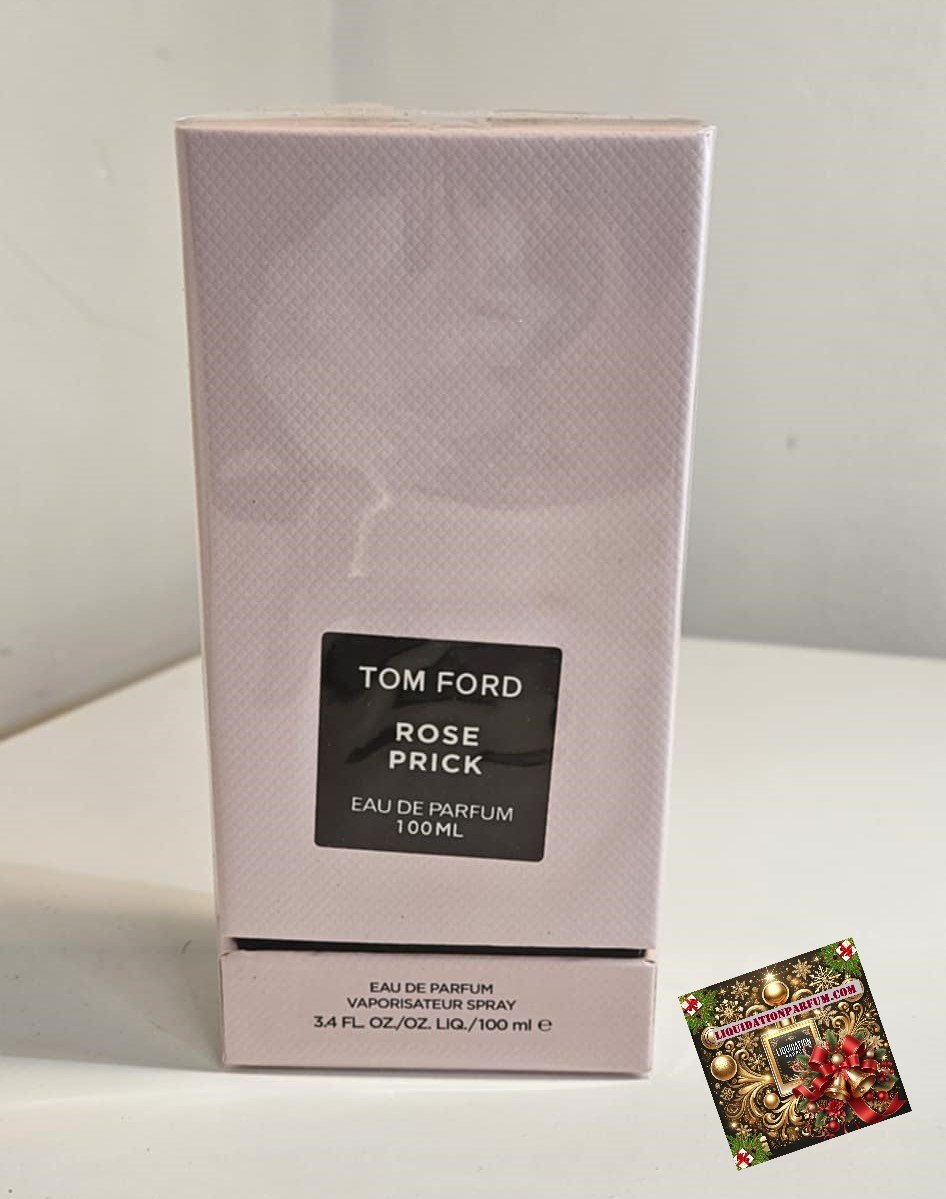 TOM FORD
ROSE
PRICK
EAU DE PARFUM
100ML
EAU DE PARFUM
VAPORISATEUR SPRAY
3.4 FL. OZ./OZ. LIQ./100 ml ℮
LIQUIDATIONPARFUM.COM
LIQUIDATION